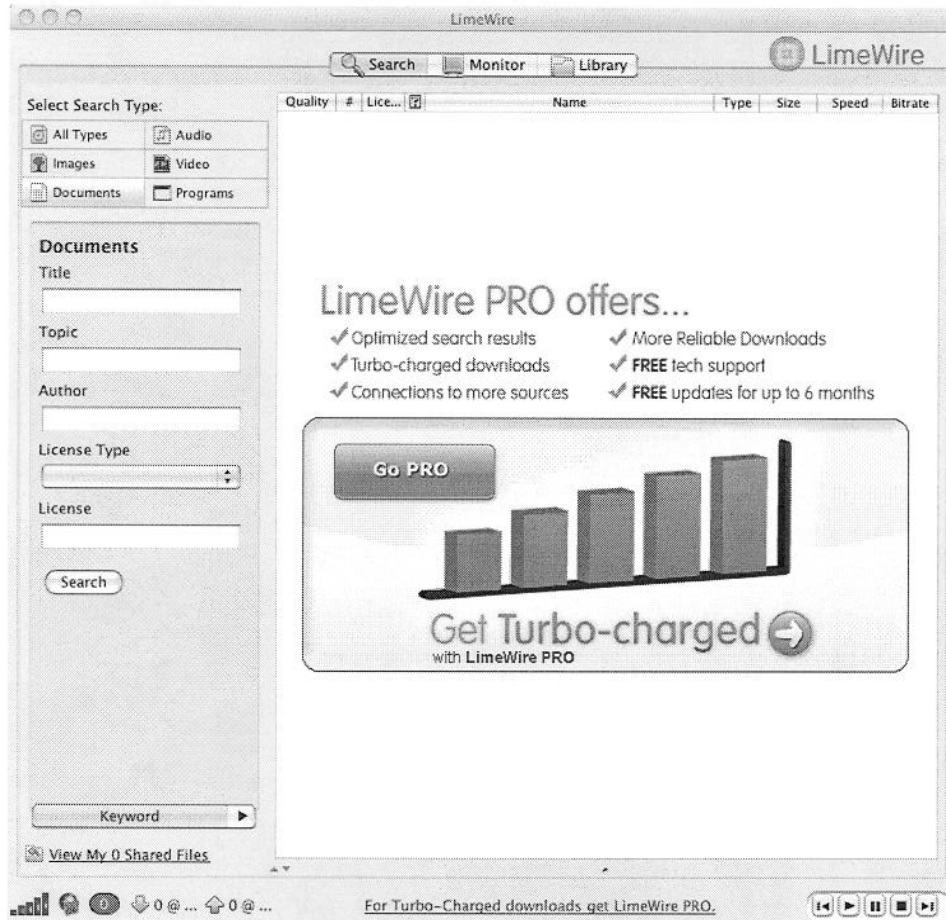 LimeWire
Search
Monitor
Library
LimeWire
Select Search Type:
All Types
Audio
Images
Video
Documents
Programs
Documents
Title
Topic
Author
License Type
License
Search
Keyword
View My 0 Shared Files
Quality # Lice... ? Name Type Size Speed Bitrate
LimeWire PRO offers...
Optimized search results
Turbo-charged downloads
Connections to more sources
More Reliable Downloads
FREE tech support
FREE updates for up to 6 months
Go PRO
Get Turbo-charged
with LimeWire PRO
0 0 @ ... 0 @ ...
For Turbo-Charged downloads get LimeWire PRO.